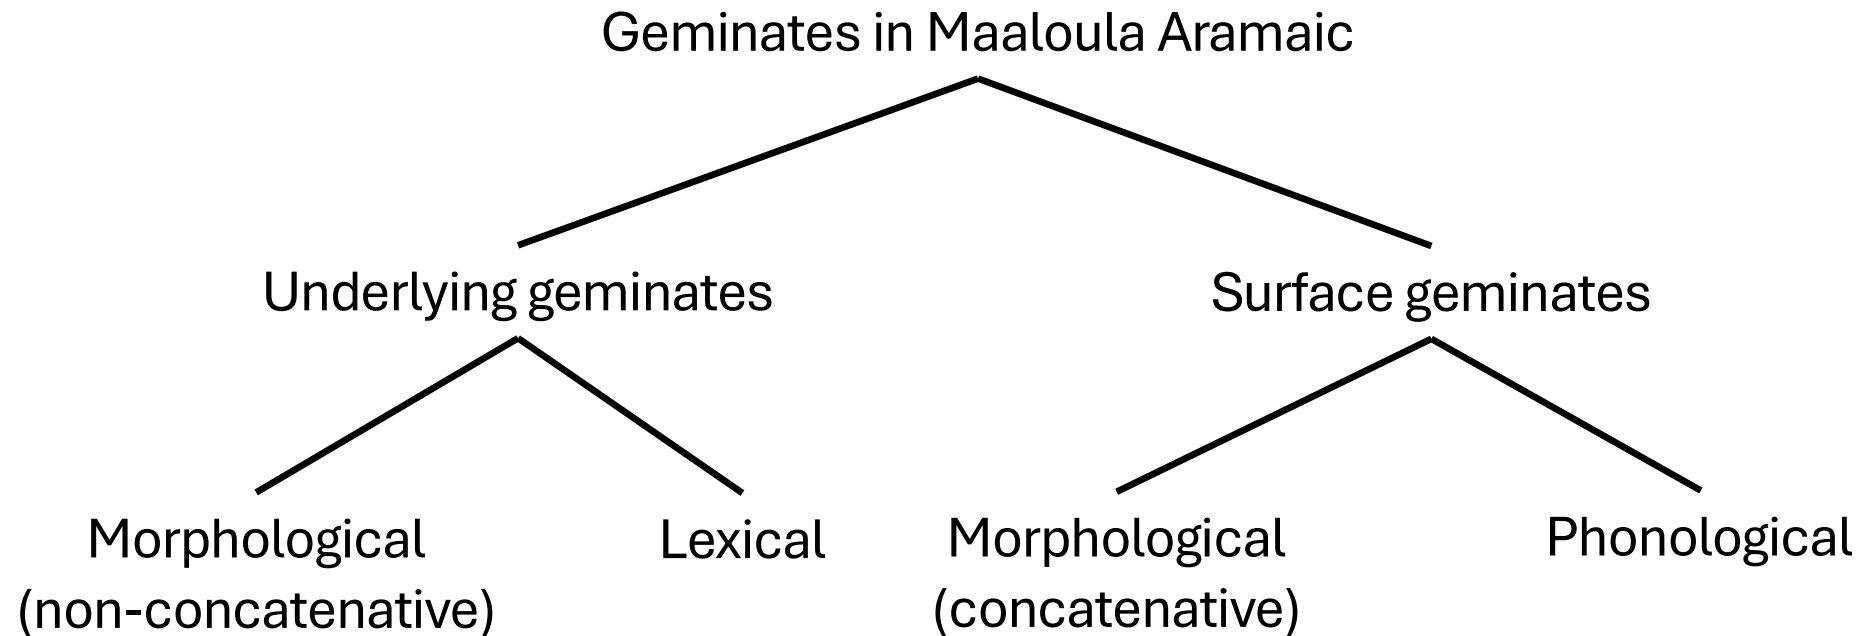 Geminates in Maaloula Aramaic
Underlying geminates
Surface geminates
Morphological
(non-concatenative)
Lexical
Morphological
(concatenative)
Phonological